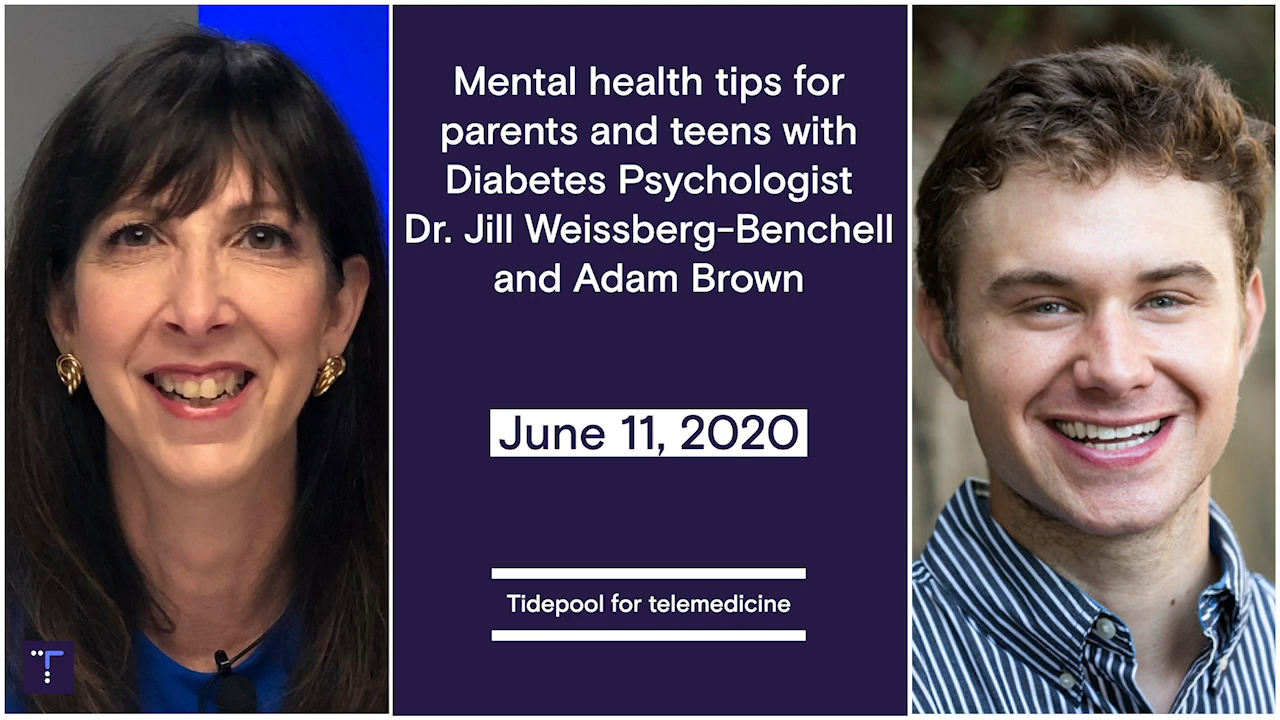 Mental health tips for
parents and teens with
Diabetes Psychologist
Dr. Jill Weissberg-Benchell
and Adam Brown
June 11, 2020
Tidepool for telemedicine